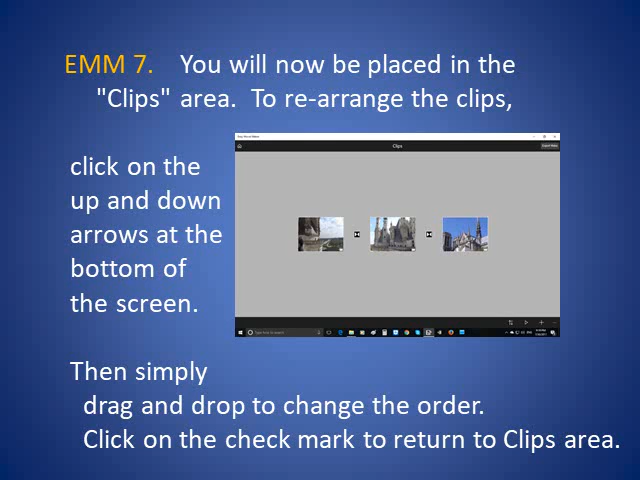 EMM 7. You will now be placed in the
"Clips" area. To re-arrange the clips,
click on the
up and down
arrows at the
bottom of
the screen.
Clips
Then simply
drag and drop to change the order.
Click on the check mark to return to Clips area.